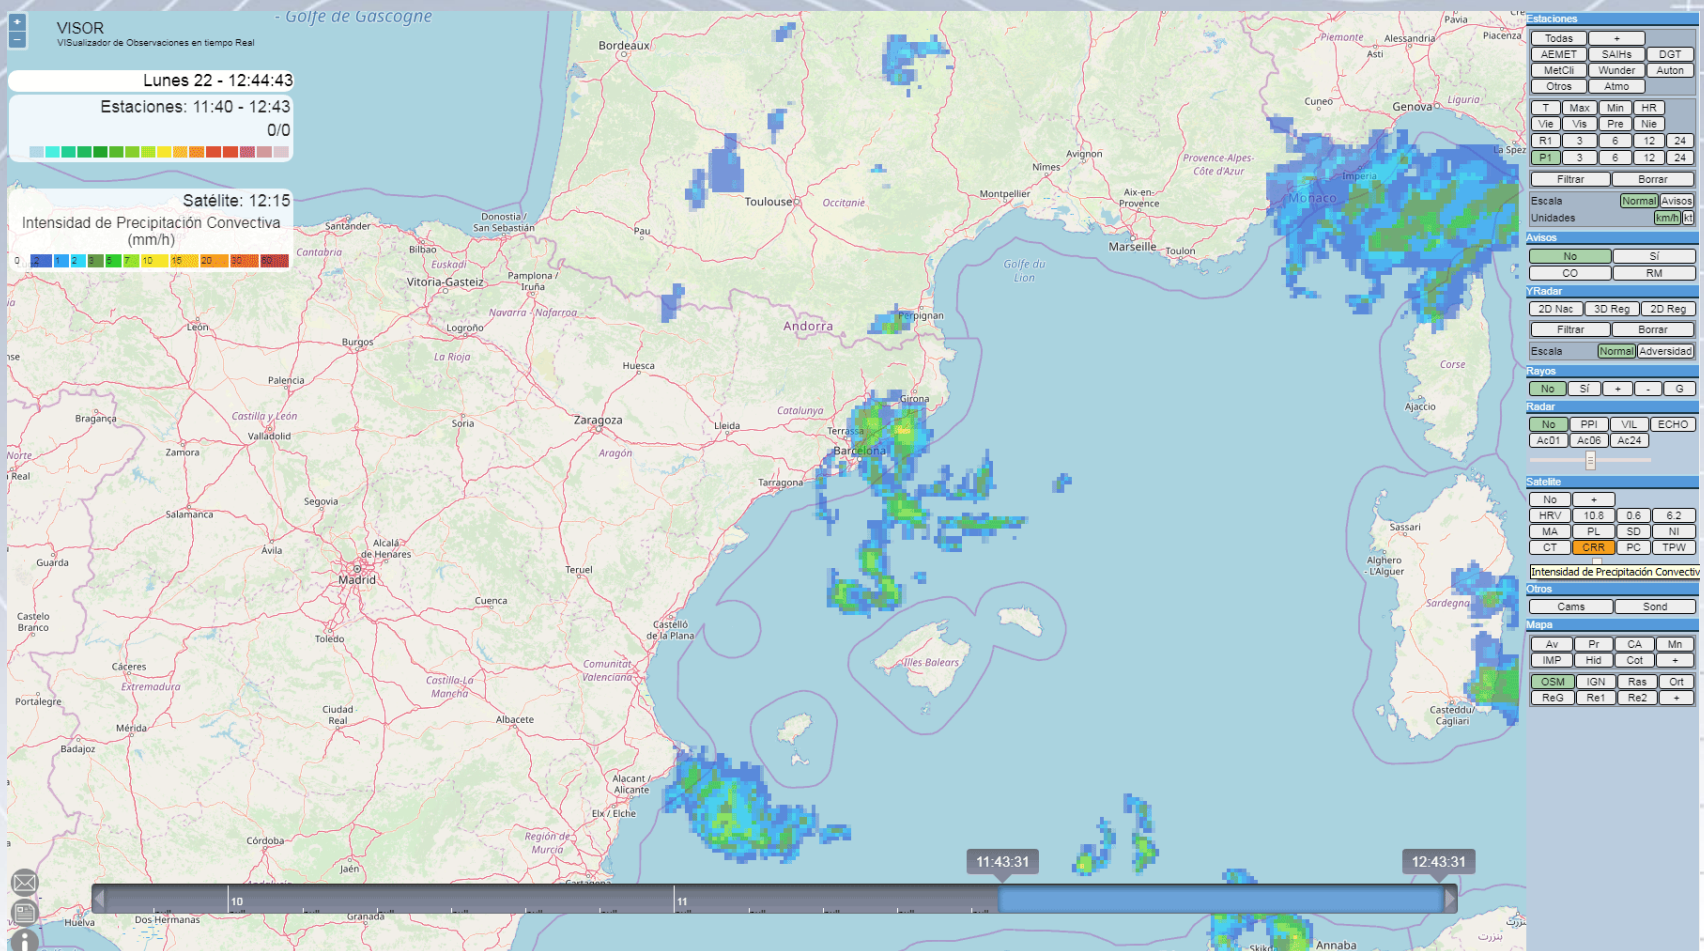 - Golfe de Gascogne
+
-
VISOR
VISualizador de Observaciones en tiempo Real
Lunes 22 - 12:44:43
Estaciones: 11:40 - 12:43
0/0
Satélite: 12:15
Intensidad de Precipitación Convectiva
(mm/h)
0 .2 1 2 3 5 7 10 15 20 30 50
Bordeaux
Toulouse
Occitanie
Montpellier
Nîmes
Avignon
Aix-en-
Provence
Marseille
Toulon
Provence-Alpes-
Côte d'Azur
Piemonte
Asti
Alessandria
Pavia
Piacenza
Cuneo
Genova
Liguria
La Spez
Imperia
Monaco
Golfe du
Lion
Pau
Donostia /
San Sebastián
Santander
Cantabria
Bilbao
Euskadi
Vitoria-Gasteiz
Pamplona /
Iruña
Navarra - Nafarroa
Logroño
La Rioja
Andorra
Perpignan
León
Burgos
Huesca
Palencia
Girona
Catalunya
Terrassa
Barcelona
Lleida
Tarragona
Zaragoza
Aragón
Soria
Castilla y León
Valladolid
Bragança
Zamora
Norte
Real
Segovia
Salamanca
Ávila
Guarda
Alcalá
de Henares
Madrid
Teruel
Cuenca
Castelo
Branco
Toledo
Castelló
de la Plana
Comunitat
Valenciana
Illes Balears
Cáceres
Extremadura
Castilla-La
Mancha
Portalegre
Ciudad
Real
Mérida
Albacete
Badajoz
Alacant /
Alicante
Elx / Elche
Región de
Murcia
Córdoba
Jaén
Cartagena
Huelva
Dos Hermanas
Granada
Corse
Ajaccio
Sassari
Alghero
- L'Alguer
Sardegna
Casteddu/
Cagliari
Skikd
Annaba
بنزرت
11:43:31
12:43:31
10
11
Estaciones
Todas +
AEMET SAIHs DGT
MetCli Wunder Auton
Otros Atmo
T Max Min HR
Vie Vis Pre Nie
R1 3 6 12 24
P1 3 6 12 24
Filtrar Borrar
Escala Normal Avisos
Unidades km/h kt
Avisos
No Sí
CO RM
YRadar
2D Nac 3D Reg 2D Reg
Filtrar Borrar
Escala Normal Adversidad
Rayos
No Sí + - G
Radar
No PPI VIL ECHO
Ac01 Ac06 Ac24
Satelite
No +
HRV 10.8 0.6 6.2
MA PL SD NI
CT CRR PC TPW
Intensidad de Precipitación Convectiv
Otros
Cams Sond
Mapa
Av Pr CA Mn
IMP Hid Cot +
OSM IGN Ras Ort
ReG Re1 Re2 +